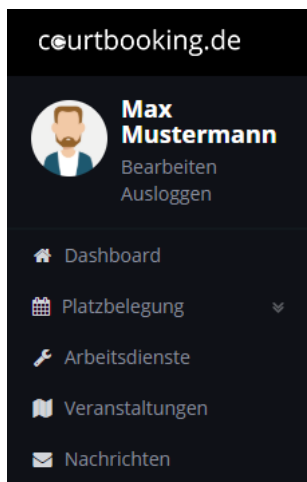 courtbooking.de
Max
Mustermann
Bearbeiten
Ausloggen
Dashboard
Platzbelegung
Arbeitsdienste
Veranstaltungen
Nachrichten